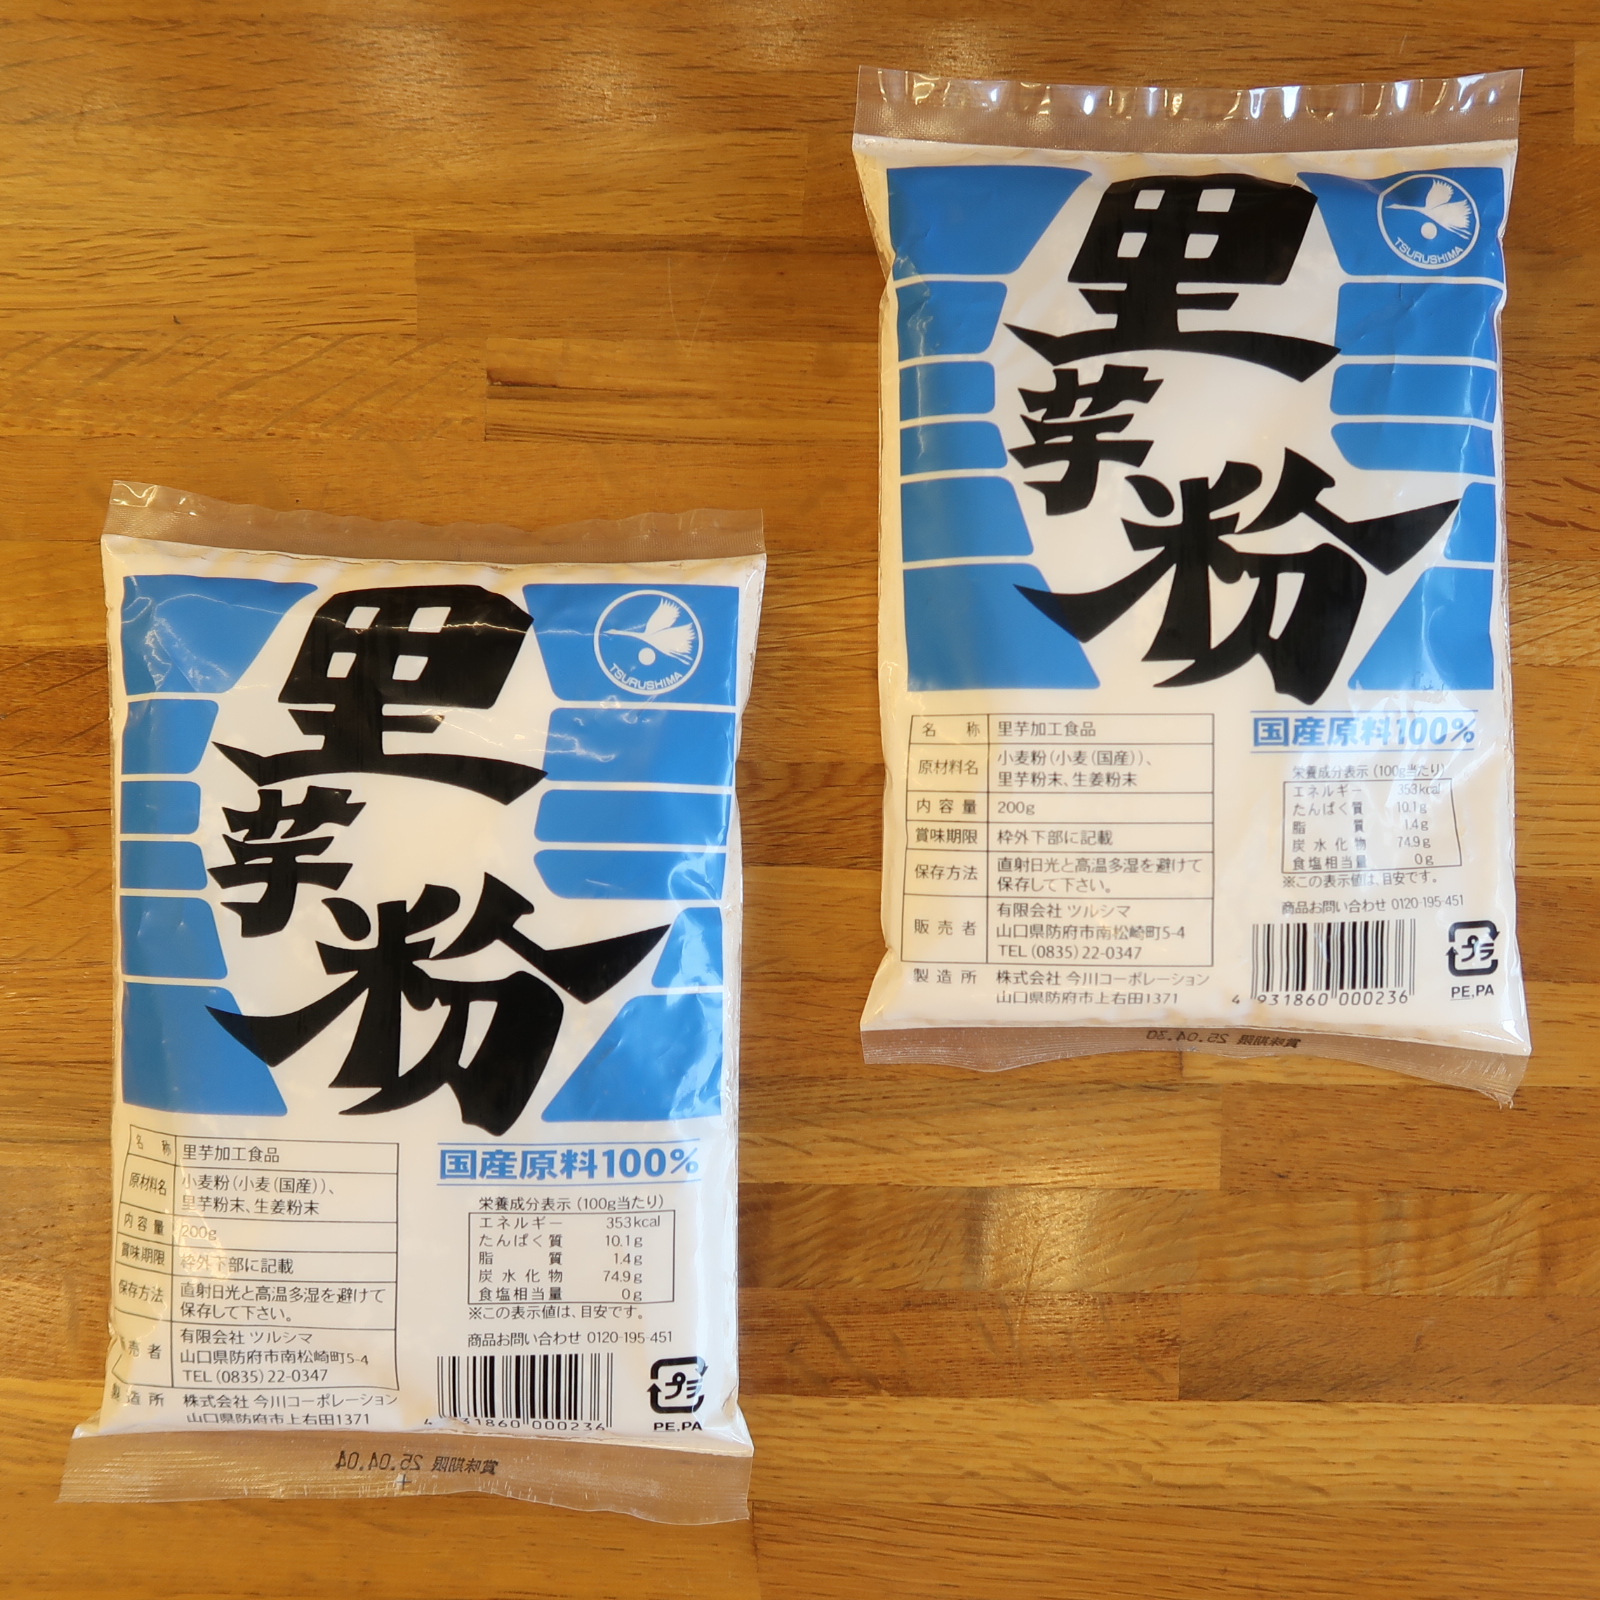 里
芋
粉
TSURUSHIMA
国産原料100%
名称 里芋加工食品
原材料名 小麦粉(小麦(国産))、
里芋粉末、生姜粉末
内容量 200g
賞味期限 枠外下部に記載
保存方法 直射日光と高温多湿を避けて
保存して下さい。
販売者 有限会社 ツルシマ
山口県防府市南松崎町5-4
TEL (0835) 22-0347
製造所 株式会社 今川コーポレーション
山口県防府市上右田1371
栄養成分表示 (100g当たり)
エネルギー 353kcal
たんぱく質 10.1g
脂質 1.4g
炭水化物 74.9g
食塩相当量 0g
※この表示値は、目安です。
商品お問い合わせ 0120-195-451
4 931860 000236
プラ
PE,PA
賞味期限 25.04.30
里
芋
粉
TSURUSHIMA
国産原料100%
名称 里芋加工食品
原材料名 小麦粉(小麦(国産))、
里芋粉末、生姜粉末
内容量 200g
賞味期限 枠外下部に記載
保存方法 直射日光と高温多湿を避けて
保存して下さい。
売者 有限会社 ツルシマ
山口県防府市南松崎町5-4
TEL (0835) 22-0347
製造所 株式会社 今川コーポレーション
山口県防府市上右田1371
栄養成分表示 (100g当たり)
エネルギー 353kcal
たんぱく質 10.1g
脂質 1.4g
炭水化物 74.9g
食塩相当量 0g
※この表示値は、目安です。
商品お問い合わせ 0120-195-451
4 931860 000236
プラ
PE,PA
賞味期限 25.04.04